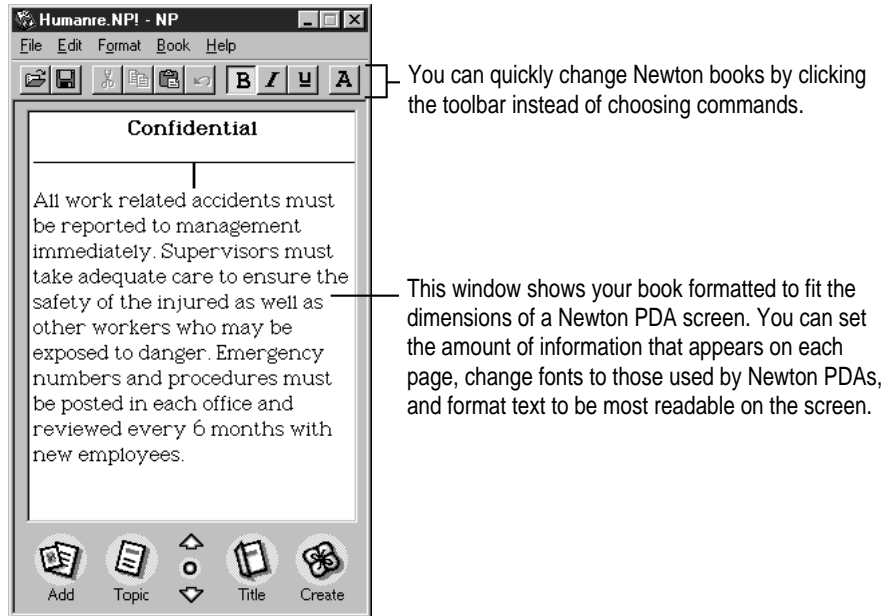 Humanre.NP! - NP
File Edit Format Book Help
B I U A
Confidential
All work related accidents must
be reported to management
immediately. Supervisors must
take adequate care to ensure the
safety of the injured as well as
other workers who may be
exposed to danger. Emergency
numbers and procedures must
be posted in each office and
reviewed every 6 months with
new employees.
Add Topic Title Create
You can quickly change Newton books by clicking
the toolbar instead of choosing commands.
This window shows your book formatted to fit the
dimensions of a Newton PDA screen. You can set
the amount of information that appears on each
page, change fonts to those used by Newton PDAs,
and format text to be most readable on the screen.